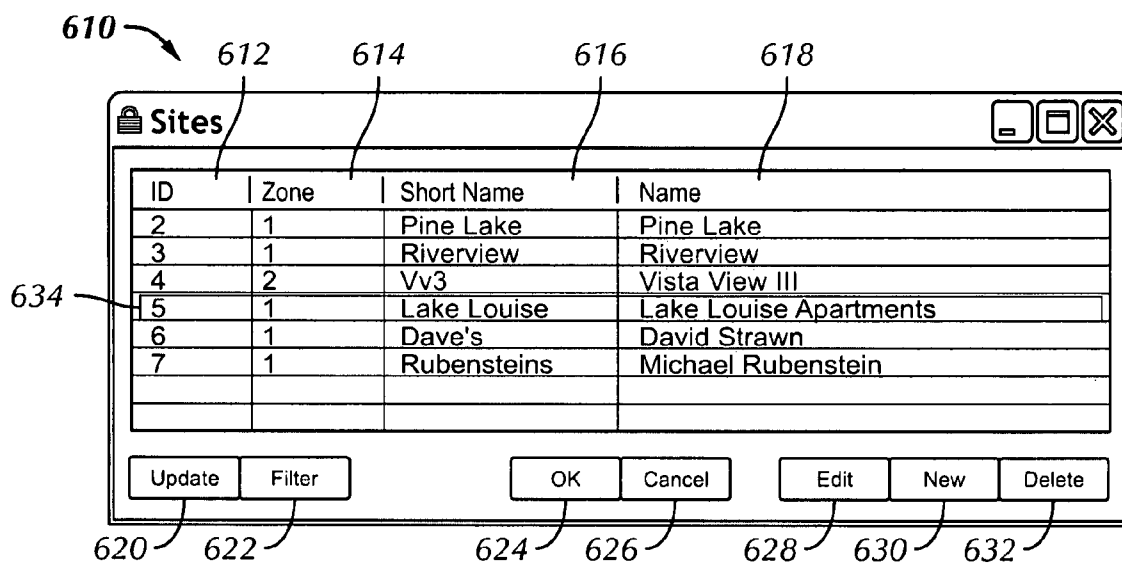 610
612 614 616 618
Sites
ID Zone Short Name Name
2 1 Pine Lake Pine Lake
3 1 Riverview Riverview
4 2 Vv3 Vista View III
634 5 1 Lake Louise Lake Louise Apartments
6 1 Dave's David Strawn
7 1 Rubensteins Michael Rubenstein
Update Filter OK Cancel Edit New Delete
620 622 624 626 628 630 632